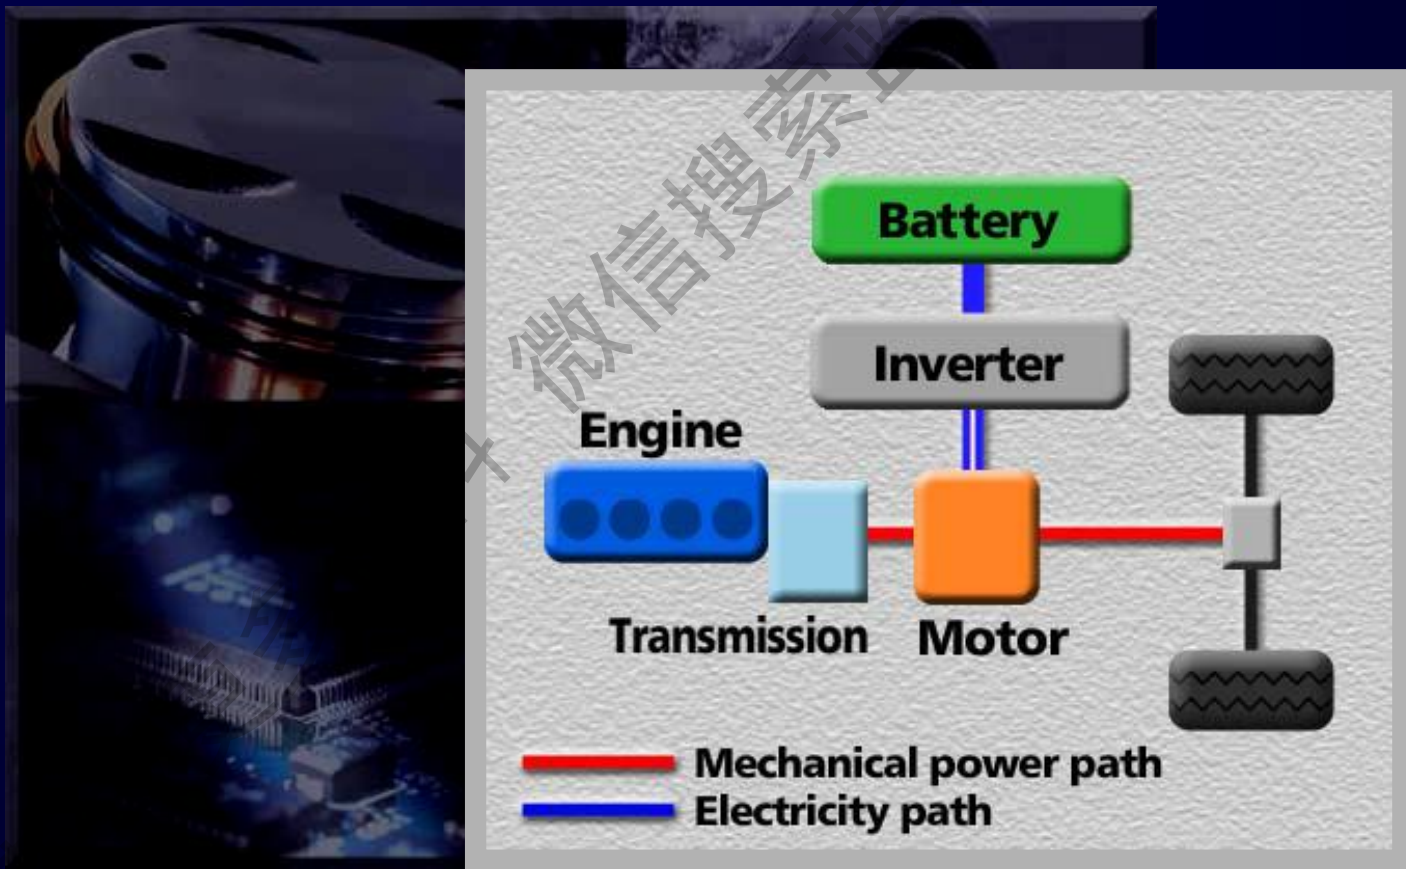 微信搜索
Battery
Inverter
Engine
Transmission
Motor
Mechanical power path
Electricity path